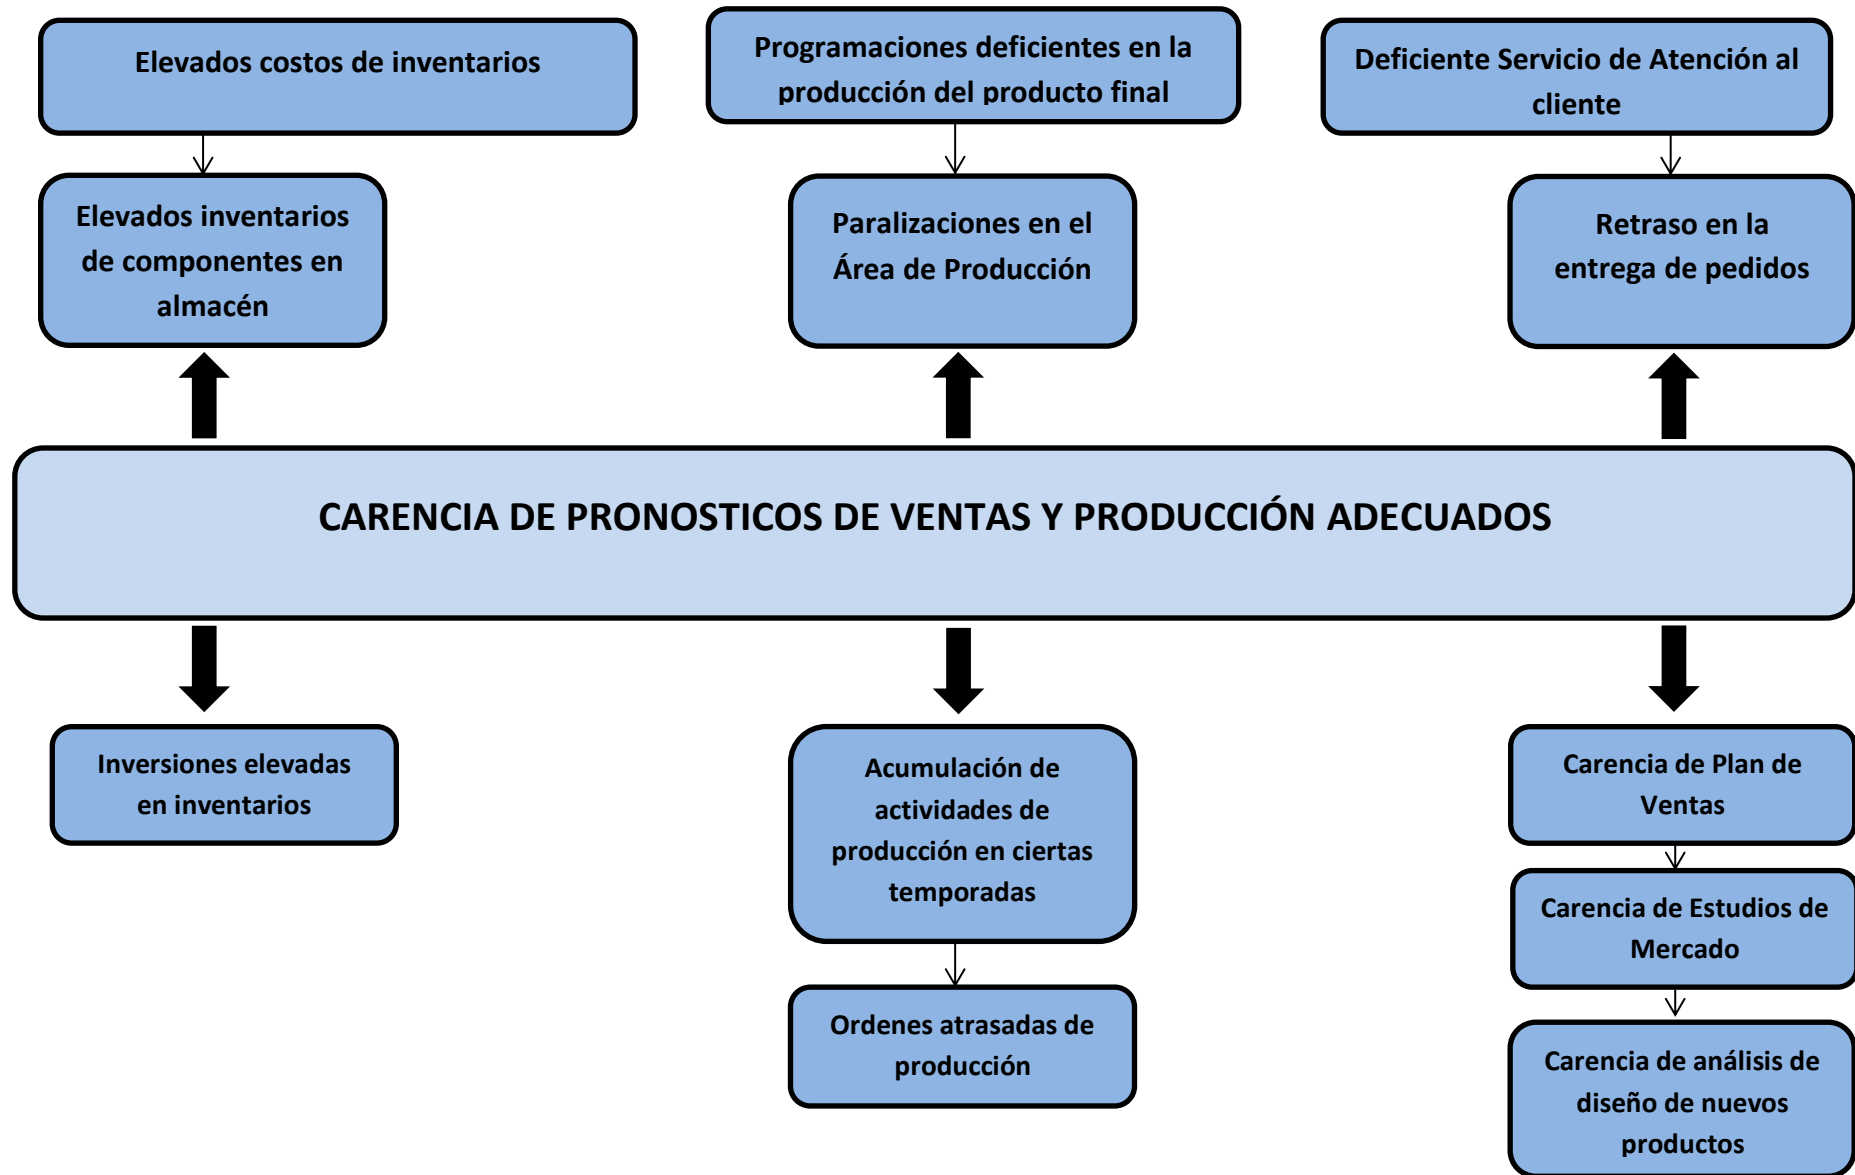 Elevados costos de inventarios
Programaciones deficientes en la
producción del producto final
Deficiente Servicio de Atención al
cliente
Elevados inventarios
de componentes en
almacén
Paralizaciones en el
Área de Producción
Retraso en la
entrega de pedidos
CARENCIA DE PRONOSTICOS DE VENTAS Y PRODUCCIÓN ADECUADOS
Inversiones elevadas
en inventarios
Acumulación de
actividades de
producción en ciertas
temporadas
Ordenes atrasadas de
producción
Carencia de Plan de
Ventas
Carencia de Estudios de
Mercado
Carencia de análisis de
diseño de nuevos
productos